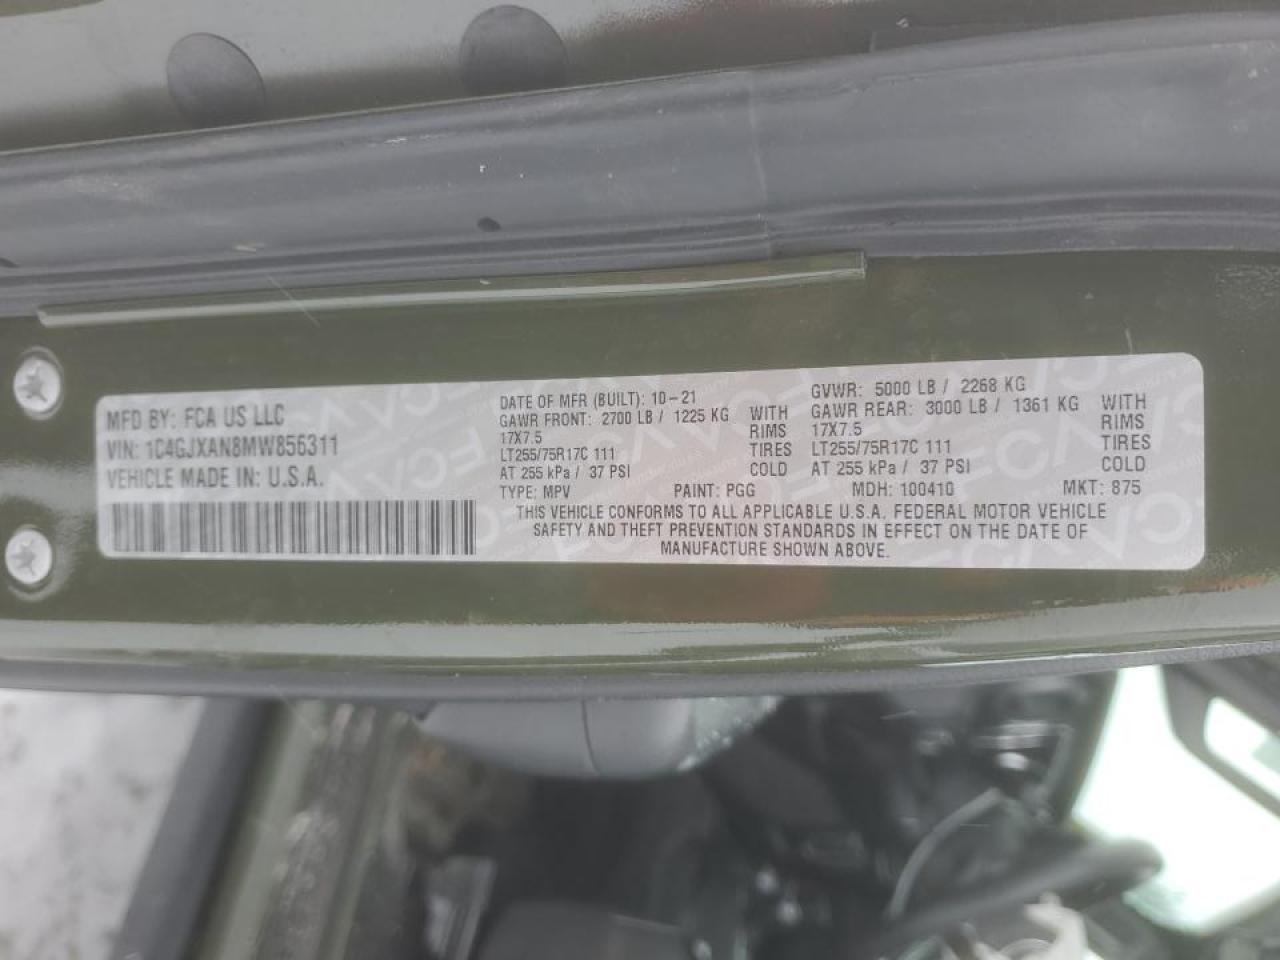 MFD BY: FCA US LLC
VIN: 1C4GJXAN8MW856311
VEHICLE MADE IN: U.S.A.
DATE OF MFR (BUILT): 10-21
GAWR FRONT: 2700 LB / 1225 KG WITH
17X7.5 RIMS
LT255/75R17C 111 TIRES
AT 255 kPa / 37 PSI COLD
GVWR: 5000 LB / 2268 KG
GAWR REAR: 3000 LB / 1361 KG WITH
17X7.5 RIMS
LT255/75R17C 111 TIRES
AT 255 kPa / 37 PSI COLD
TYPE: MPV PAINT: PGG MDH: 100410 MKT: 875
THIS VEHICLE CONFORMS TO ALL APPLICABLE U.S.A. FEDERAL MOTOR VEHICLE
SAFETY AND THEFT PREVENTION STANDARDS IN EFFECT ON THE DATE OF
MANUFACTURE SHOWN ABOVE.